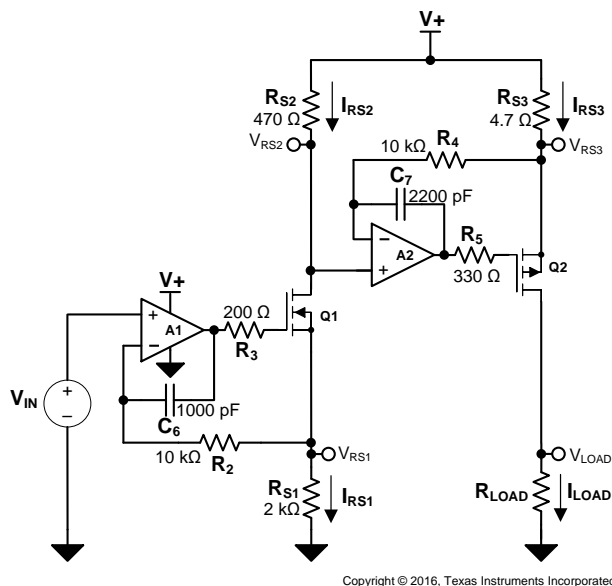 V+
RS2
470 Ω
IRS2
VRS2
RS3
4.7 Ω
IRS3
VRS3
10 kΩ
R4
C7
2200 pF
−
+
A2
R5
330 Ω
Q2
V+
+
−
A1
200 Ω
R3
Q1
VIN
+
−
1000 pF
C6
10 kΩ
R2
VRS1
RS1
2 kΩ
IRS1
VLOAD
RLOAD
ILOAD
Copyright © 2016, Texas Instruments Incorporated